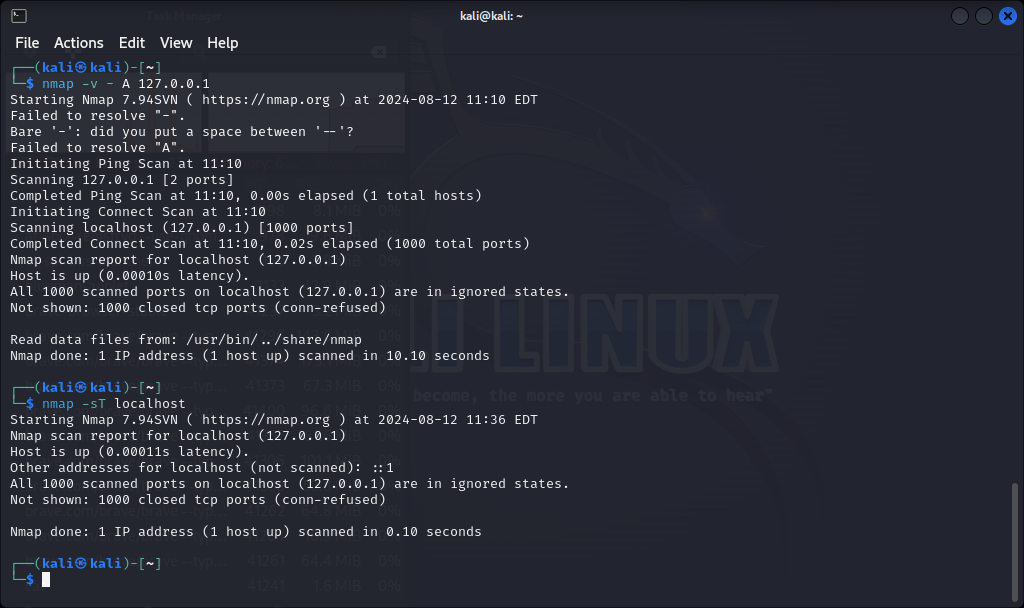 kali@kali: ~
File Actions Edit View Help
┌──(kali㉿kali)-[~]
└─$ nmap -v - A 127.0.0.1
Starting Nmap 7.94SVN ( https://nmap.org ) at 2024-08-12 11:10 EDT
Failed to resolve "-".
Bare '-': did you put a space between '--'?
Failed to resolve "A".
Initiating Ping Scan at 11:10
Scanning 127.0.0.1 [2 ports]
Completed Ping Scan at 11:10, 0.00s elapsed (1 total hosts)
Initiating Connect Scan at 11:10
Scanning localhost (127.0.0.1) [1000 ports]
Completed Connect Scan at 11:10, 0.02s elapsed (1000 total ports)
Nmap scan report for localhost (127.0.0.1)
Host is up (0.00010s latency).
All 1000 scanned ports on localhost (127.0.0.1) are in ignored states.
Not shown: 1000 closed tcp ports (conn-refused)
Read data files from: /usr/bin/../share/nmap
Nmap done: 1 IP address (1 host up) scanned in 10.10 seconds
┌──(kali㉿kali)-[~]
└─$ nmap -sT localhost
Starting Nmap 7.94SVN ( https://nmap.org ) at 2024-08-12 11:36 EDT
Nmap scan report for localhost (127.0.0.1)
Host is up (0.00011s latency).
Other addresses for localhost (not scanned): ::1
All 1000 scanned ports on localhost (127.0.0.1) are in ignored states.
Not shown: 1000 closed tcp ports (conn-refused)
Nmap done: 1 IP address (1 host up) scanned in 0.10 seconds
┌──(kali㉿kali)-[~]
└─$
I LINUX
become, the more you are able to hear"